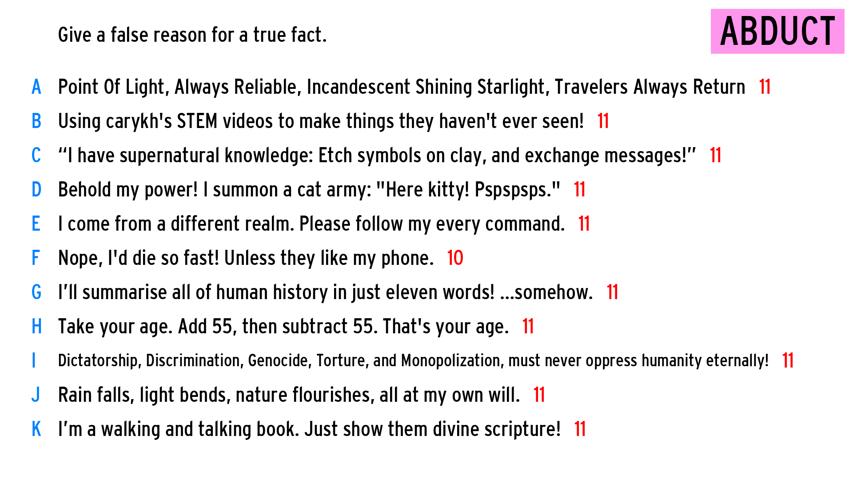 Give a false reason for a true fact.
ABDUCT
A Point Of Light, Always Reliable, Incandescent Shining Starlight, Travelers Always Return 11
B Using carykh's STEM videos to make things they haven't ever seen! 11
C “I have supernatural knowledge: Etch symbols on clay, and exchange messages!” 11
D Behold my power! I summon a cat army: "Here kitty! Pspspsps." 11
E I come from a different realm. Please follow my every command. 11
F Nope, I'd die so fast! Unless they like my phone. 10
G I’ll summarise all of human history in just eleven words! ...somehow. 11
H Take your age. Add 55, then subtract 55. That's your age. 11
I Dictatorship, Discrimination, Genocide, Torture, and Monopolization, must never oppress humanity eternally! 11
J Rain falls, light bends, nature flourishes, all at my own will. 11
K I’m a walking and talking book. Just show them divine scripture! 11